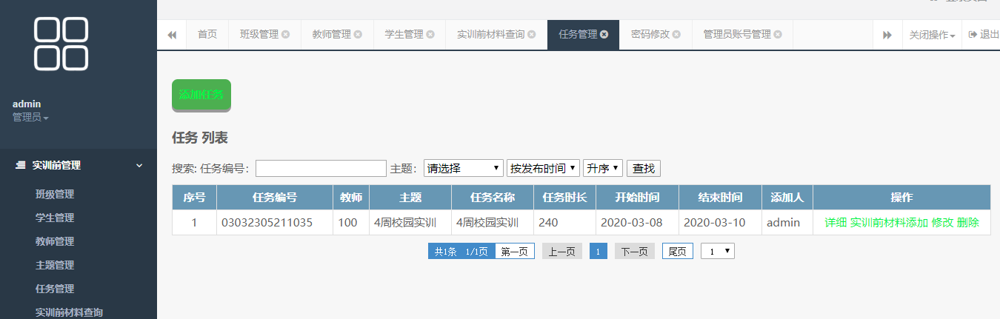 首页 班级管理 教师管理 学生管理 实训前材料查询 任务管理 密码修改 管理员账号管理 关闭操作 退出
admin
管理员
实训前管理
班级管理
学生管理
教师管理
主题管理
任务管理
实训前材料查询
添加任务
任务 列表
搜索: 任务编号： 主题： 请选择 按发布时间 升序 查找
序号 任务编号 教师 主题 任务名称 任务时长 开始时间 结束时间 添加人 操作
1 03032305211035 100 4周校园实训 4周校园实训 240 2020-03-08 2020-03-10 admin 详细 实训前材料添加 修改 删除
共1条 1/1页 第一页 上一页 1 下一页 尾页 1